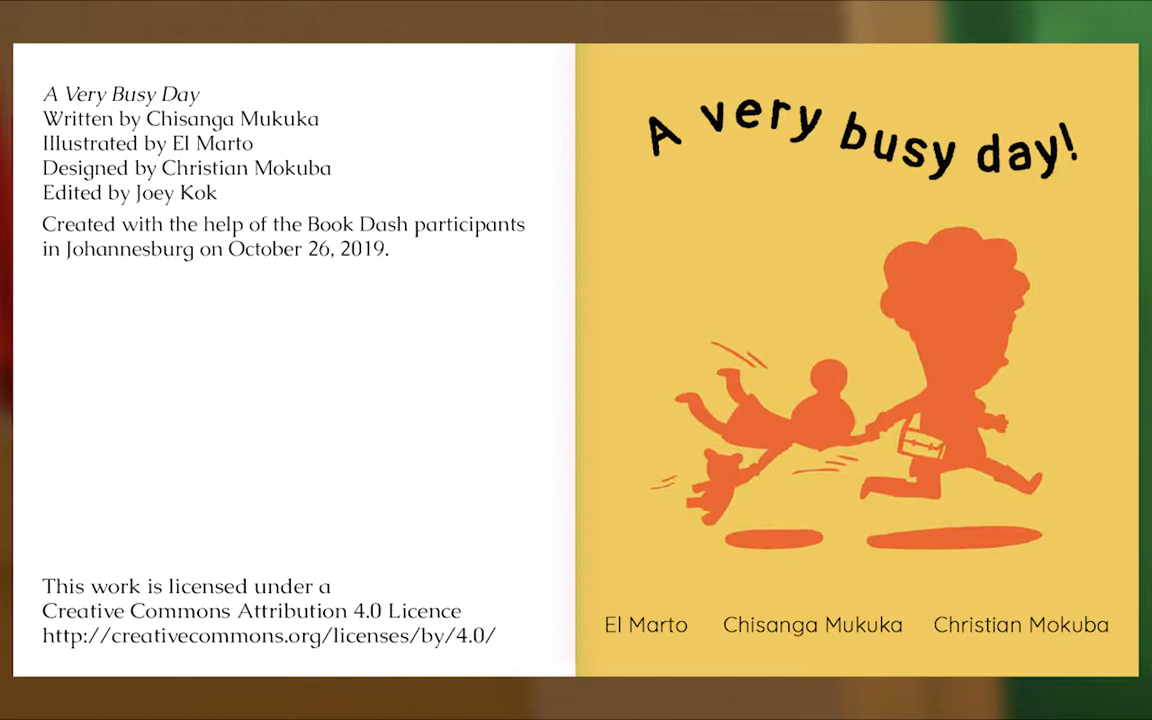 A Very Busy Day
Written by Chisanga Mukuka
Illustrated by El Marto
Designed by Christian Mokuba
Edited by Joey Kok
Created with the help of the Book Dash participants
in Johannesburg on October 26, 2019.
This work is licensed under a
Creative Commons Attribution 4.0 Licence
http://creativecommons.org/licenses/by/4.0/
A very busy day!
El Marto Chisanga Mukuka Christian Mokuba